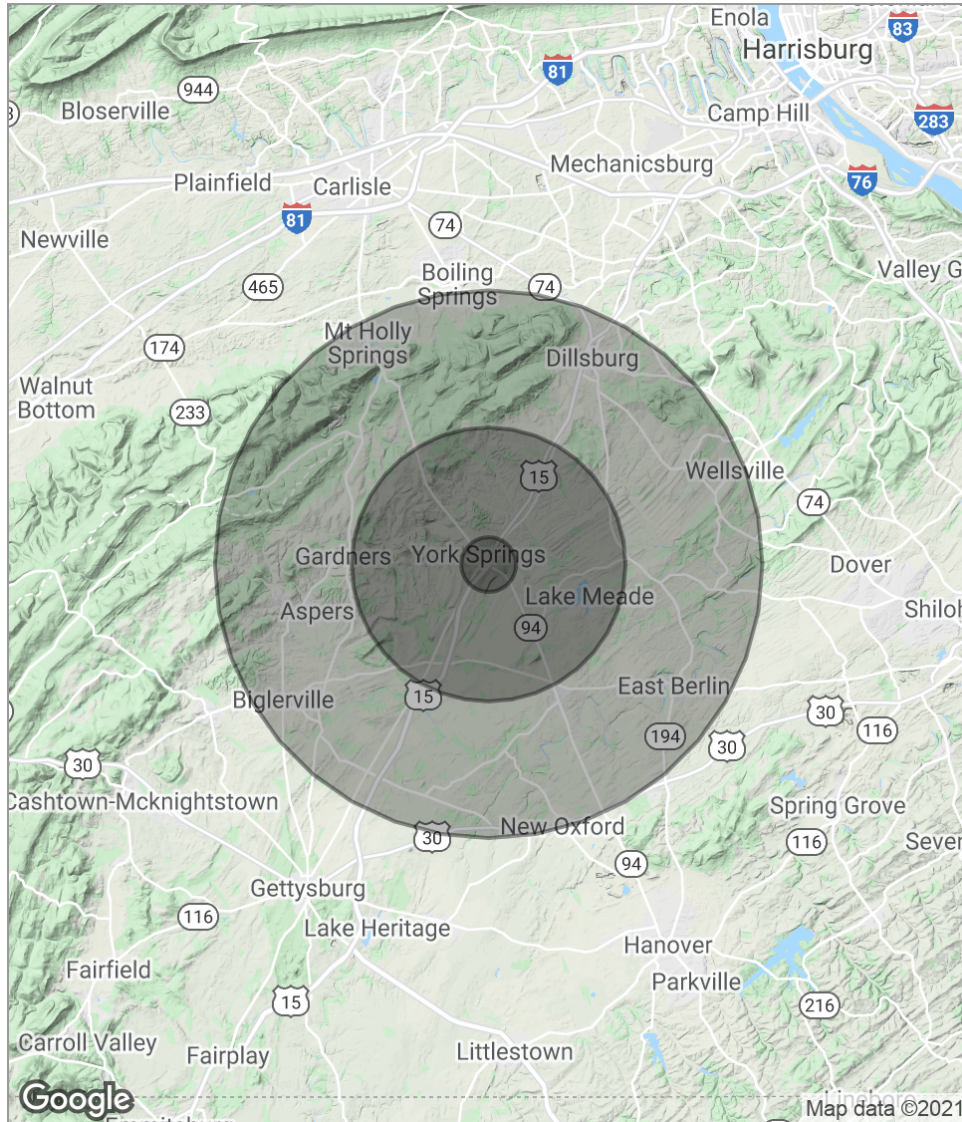 Enola
83
Harrisburg
81
944
Bloserville
Camp Hill
283
Mechanicsburg
Plainfield
Carlisle
76
81
74
Newville
Boiling
Springs
Valley G
465
74
Mt Holly
Springs
174
Dillsburg
Walnut
Bottom
233
Wellsville
15
74
Gardners
York Springs
Dover
Lake Meade
Aspers
Shiloh
94
East Berlin
15
Biglerville
30
116
194
30
30
Cashtown-Mcknightstown
Spring Grove
New Oxford
30
116
Seven
94
Gettysburg
116
Lake Heritage
Hanover
Fairfield
Parkville
15
216
Carroll Valley
Fairplay
Littlestown
Google
Map data ©2021